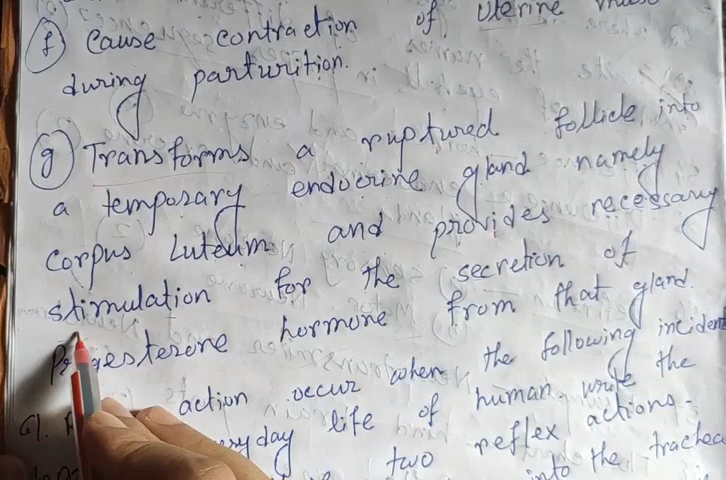 f) Cause contraction of Uterine
during parturition.
g) Transforms a ruptured follicle into
a temporary endocrine gland namely
corpus Luteum and provides necessary
stimulation for the secretion of
Progesterone hormone from that gland.
61. action occur when the following incident
everyday life of human. write the
two reflex actions.
into the trachea